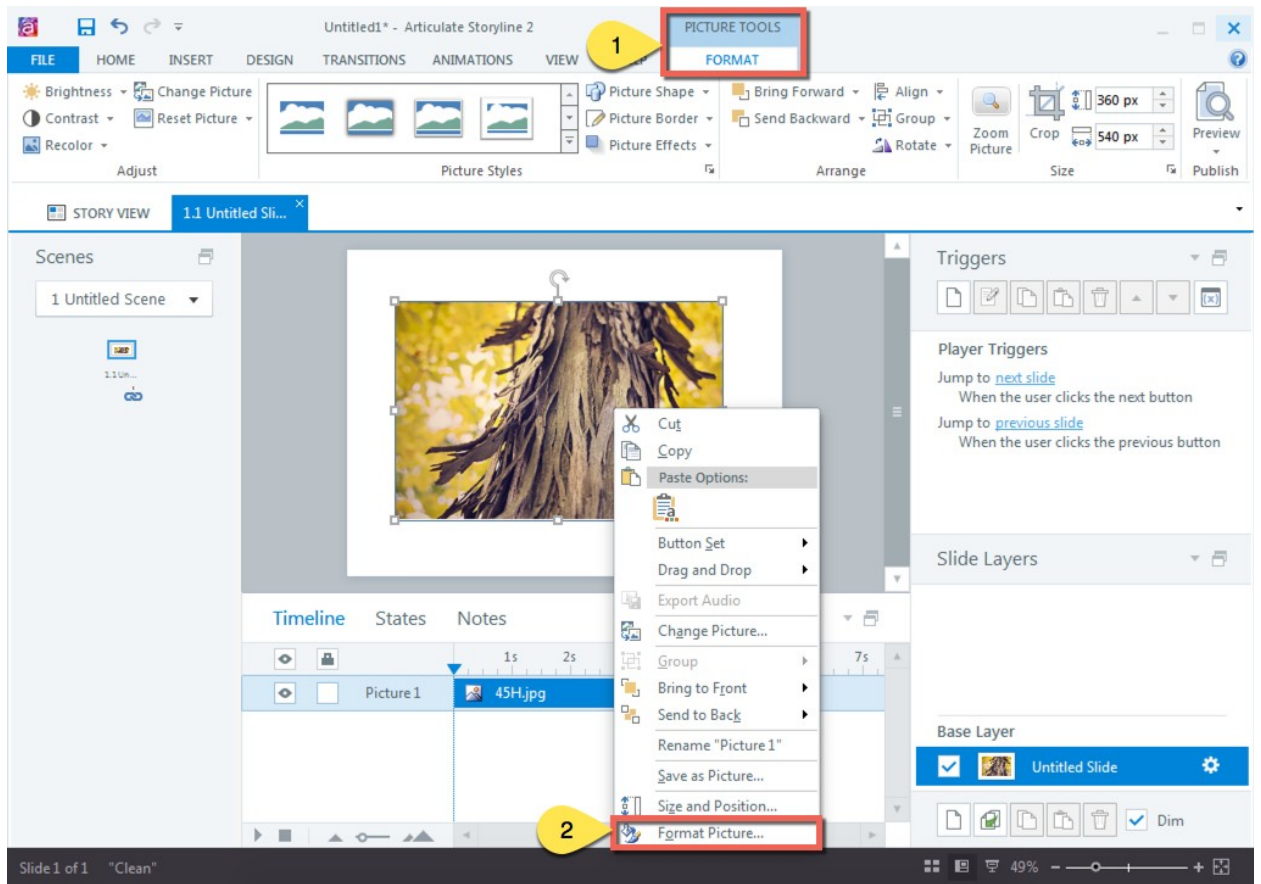 Untitled1* - Articulate Storyline 2
PICTURE TOOLS
1
FILE HOME INSERT DESIGN TRANSITIONS ANIMATIONS VIEW FORMAT
Brightness Change Picture Picture Shape Bring Forward Align 360 px
Contrast Reset Picture Picture Border Send Backward Group Zoom Picture Crop 540 px Preview
Recolor Picture Effects Rotate
Adjust Picture Styles Arrange Size Publish
STORY VIEW 1.1 Untitled Sli...
Scenes
1 Untitled Scene
1.1 Un...
Triggers
Player Triggers
Jump to next slide
When the user clicks the next button
Jump to previous slide
When the user clicks the previous button
Cut
Copy
Paste Options:
Button Set
Drag and Drop
Export Audio
Change Picture...
Group
Bring to Front
Send to Back
Rename "Picture 1"
Save as Picture...
Size and Position...
2 Format Picture...
Timeline States Notes
1s 2s 7s
Picture 1 45H.jpg
Slide Layers
Base Layer
Untitled Slide
Dim
Slide 1 of 1 "Clean" 49%